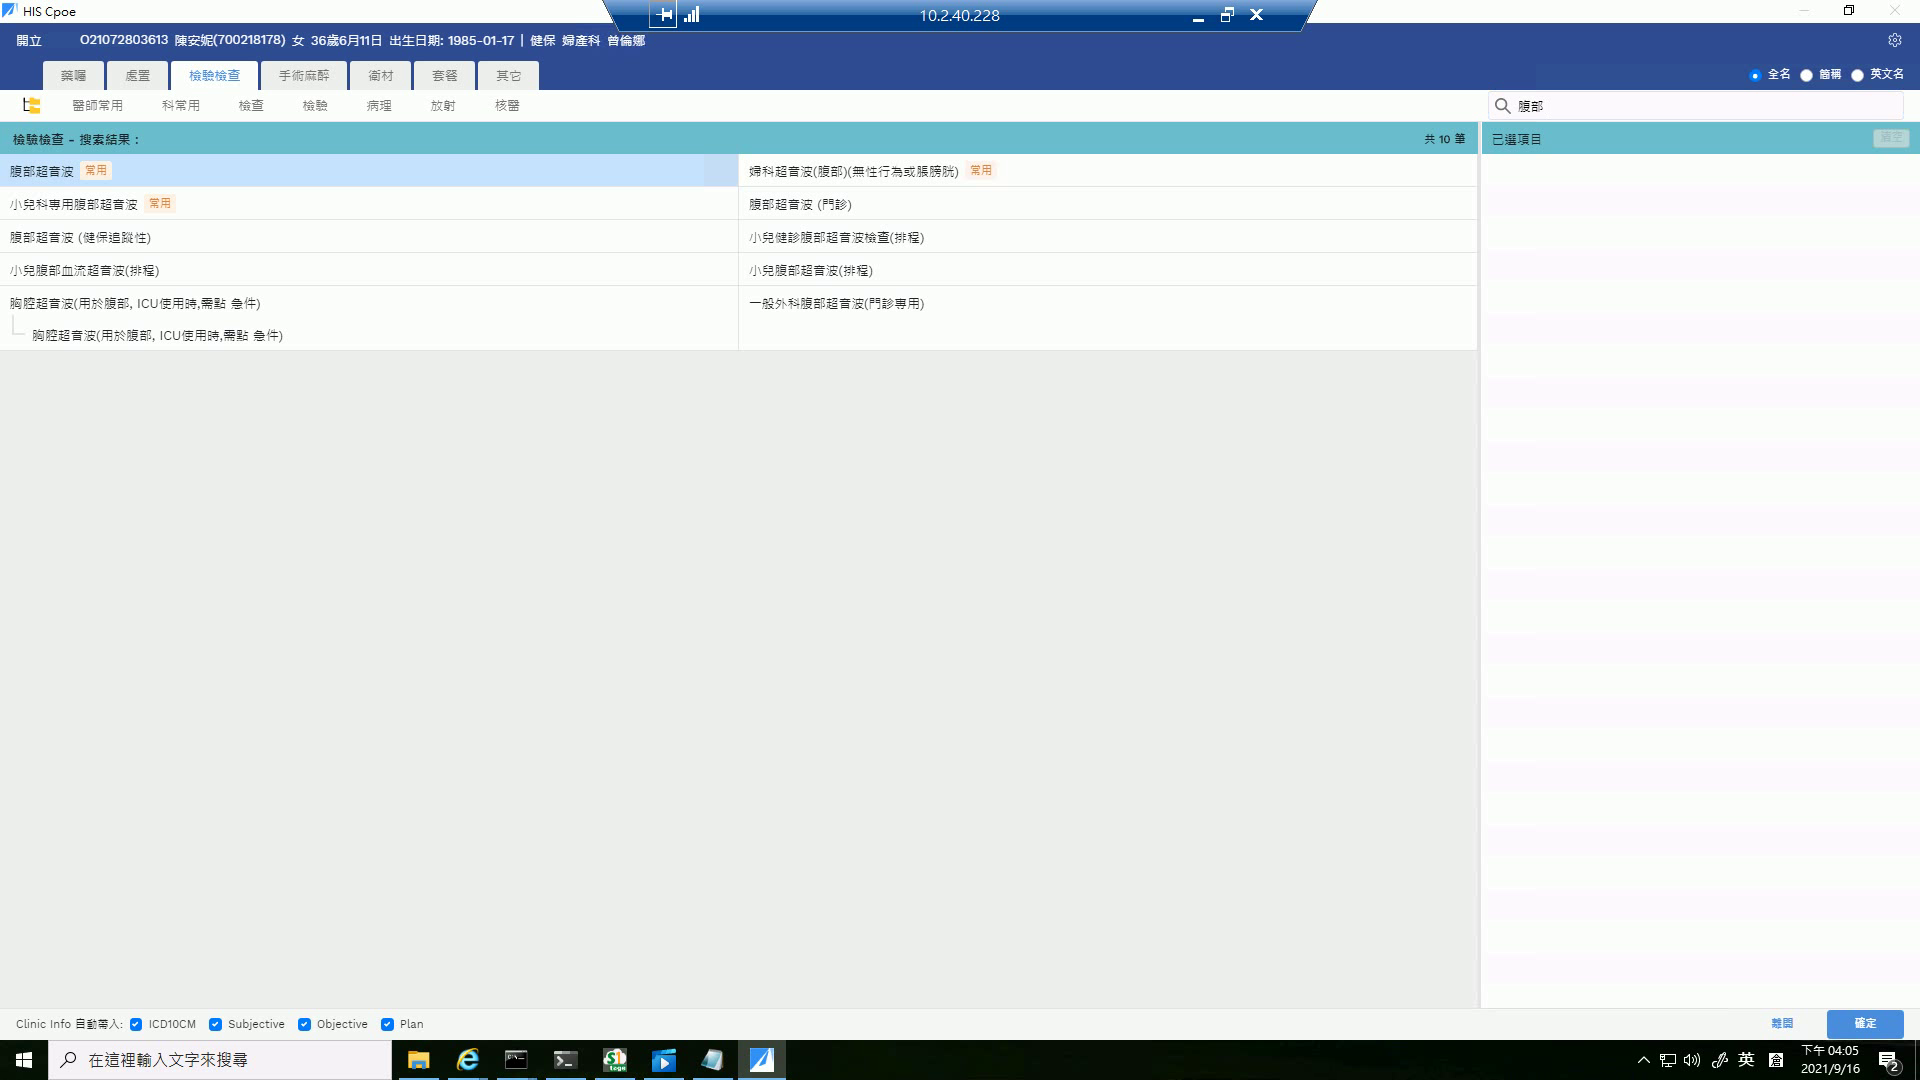 HIS Cpoe
10.2.40.228
開立 O21072803613 陳安妮(700218178) 女 36歲6月11日 出生日期: 1985-01-17 | 健保 婦產科 曾倫娜
藥囑 處置 檢驗檢查 手術麻醉 衛材 套餐 其它
全名 簡稱 英文名
醫師常用 科常用 檢查 檢驗 病理 放射 核醫
腹部
檢驗檢查 - 搜索結果 :
共 10 筆
已選項目
清空
腹部超音波 常用
婦科超音波(腹部)(無性行為或脹膀胱) 常用
小兒科專用腹部超音波 常用
腹部超音波 (門診)
腹部超音波 (健保追蹤性)
小兒健診腹部超音波檢查(排程)
小兒腹部血流超音波(排程)
小兒腹部超音波(排程)
胸腔超音波(用於腹部, ICU使用時,需點 急件)
一般外科腹部超音波(門診専用)
胸腔超音波(用於腹部, ICU使用時,需點 急件)
Clinic Info 自動帶入: ICD10CM Subjective Objective Plan
離開
確定
在這裡輸入文字來搜尋
英
倉
下午 04:05
2021/9/16
2